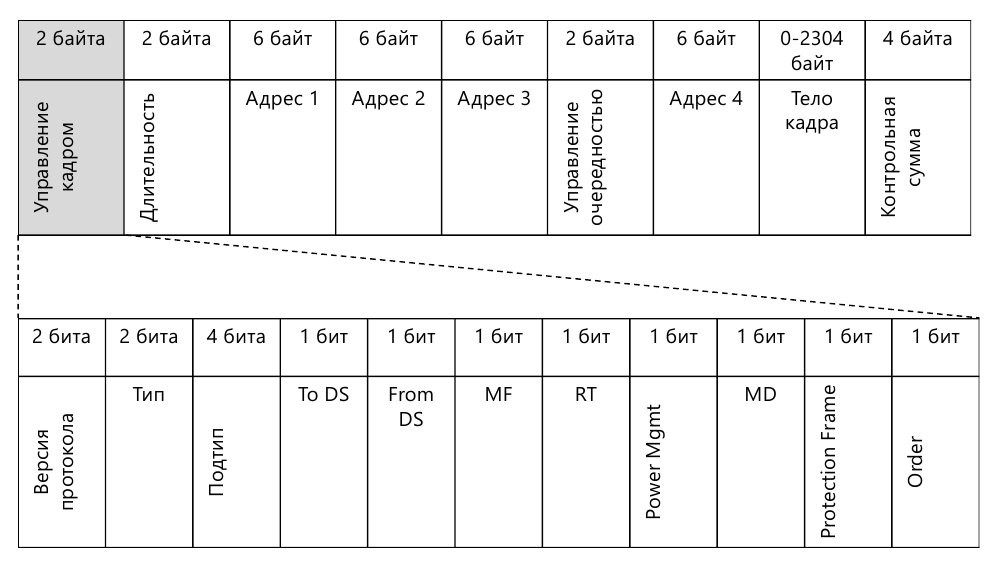 2 байта
2 байта
6 байт
6 байт
6 байт
2 байта
6 байт
0-2304
байт
4 байта
Управление
кадром
Длительность
Адрес 1
Адрес 2
Адрес 3
Управление
очередностью
Адрес 4
Тело
кадра
Контрольная
сумма
2 бита
2 бита
4 бита
1 бит
1 бит
1 бит
1 бит
1 бит
1 бит
1 бит
1 бит
Версия
протокола
Тип
Подтип
To DS
From
DS
MF
RT
Power Mgmt
MD
Protection Frame
Order